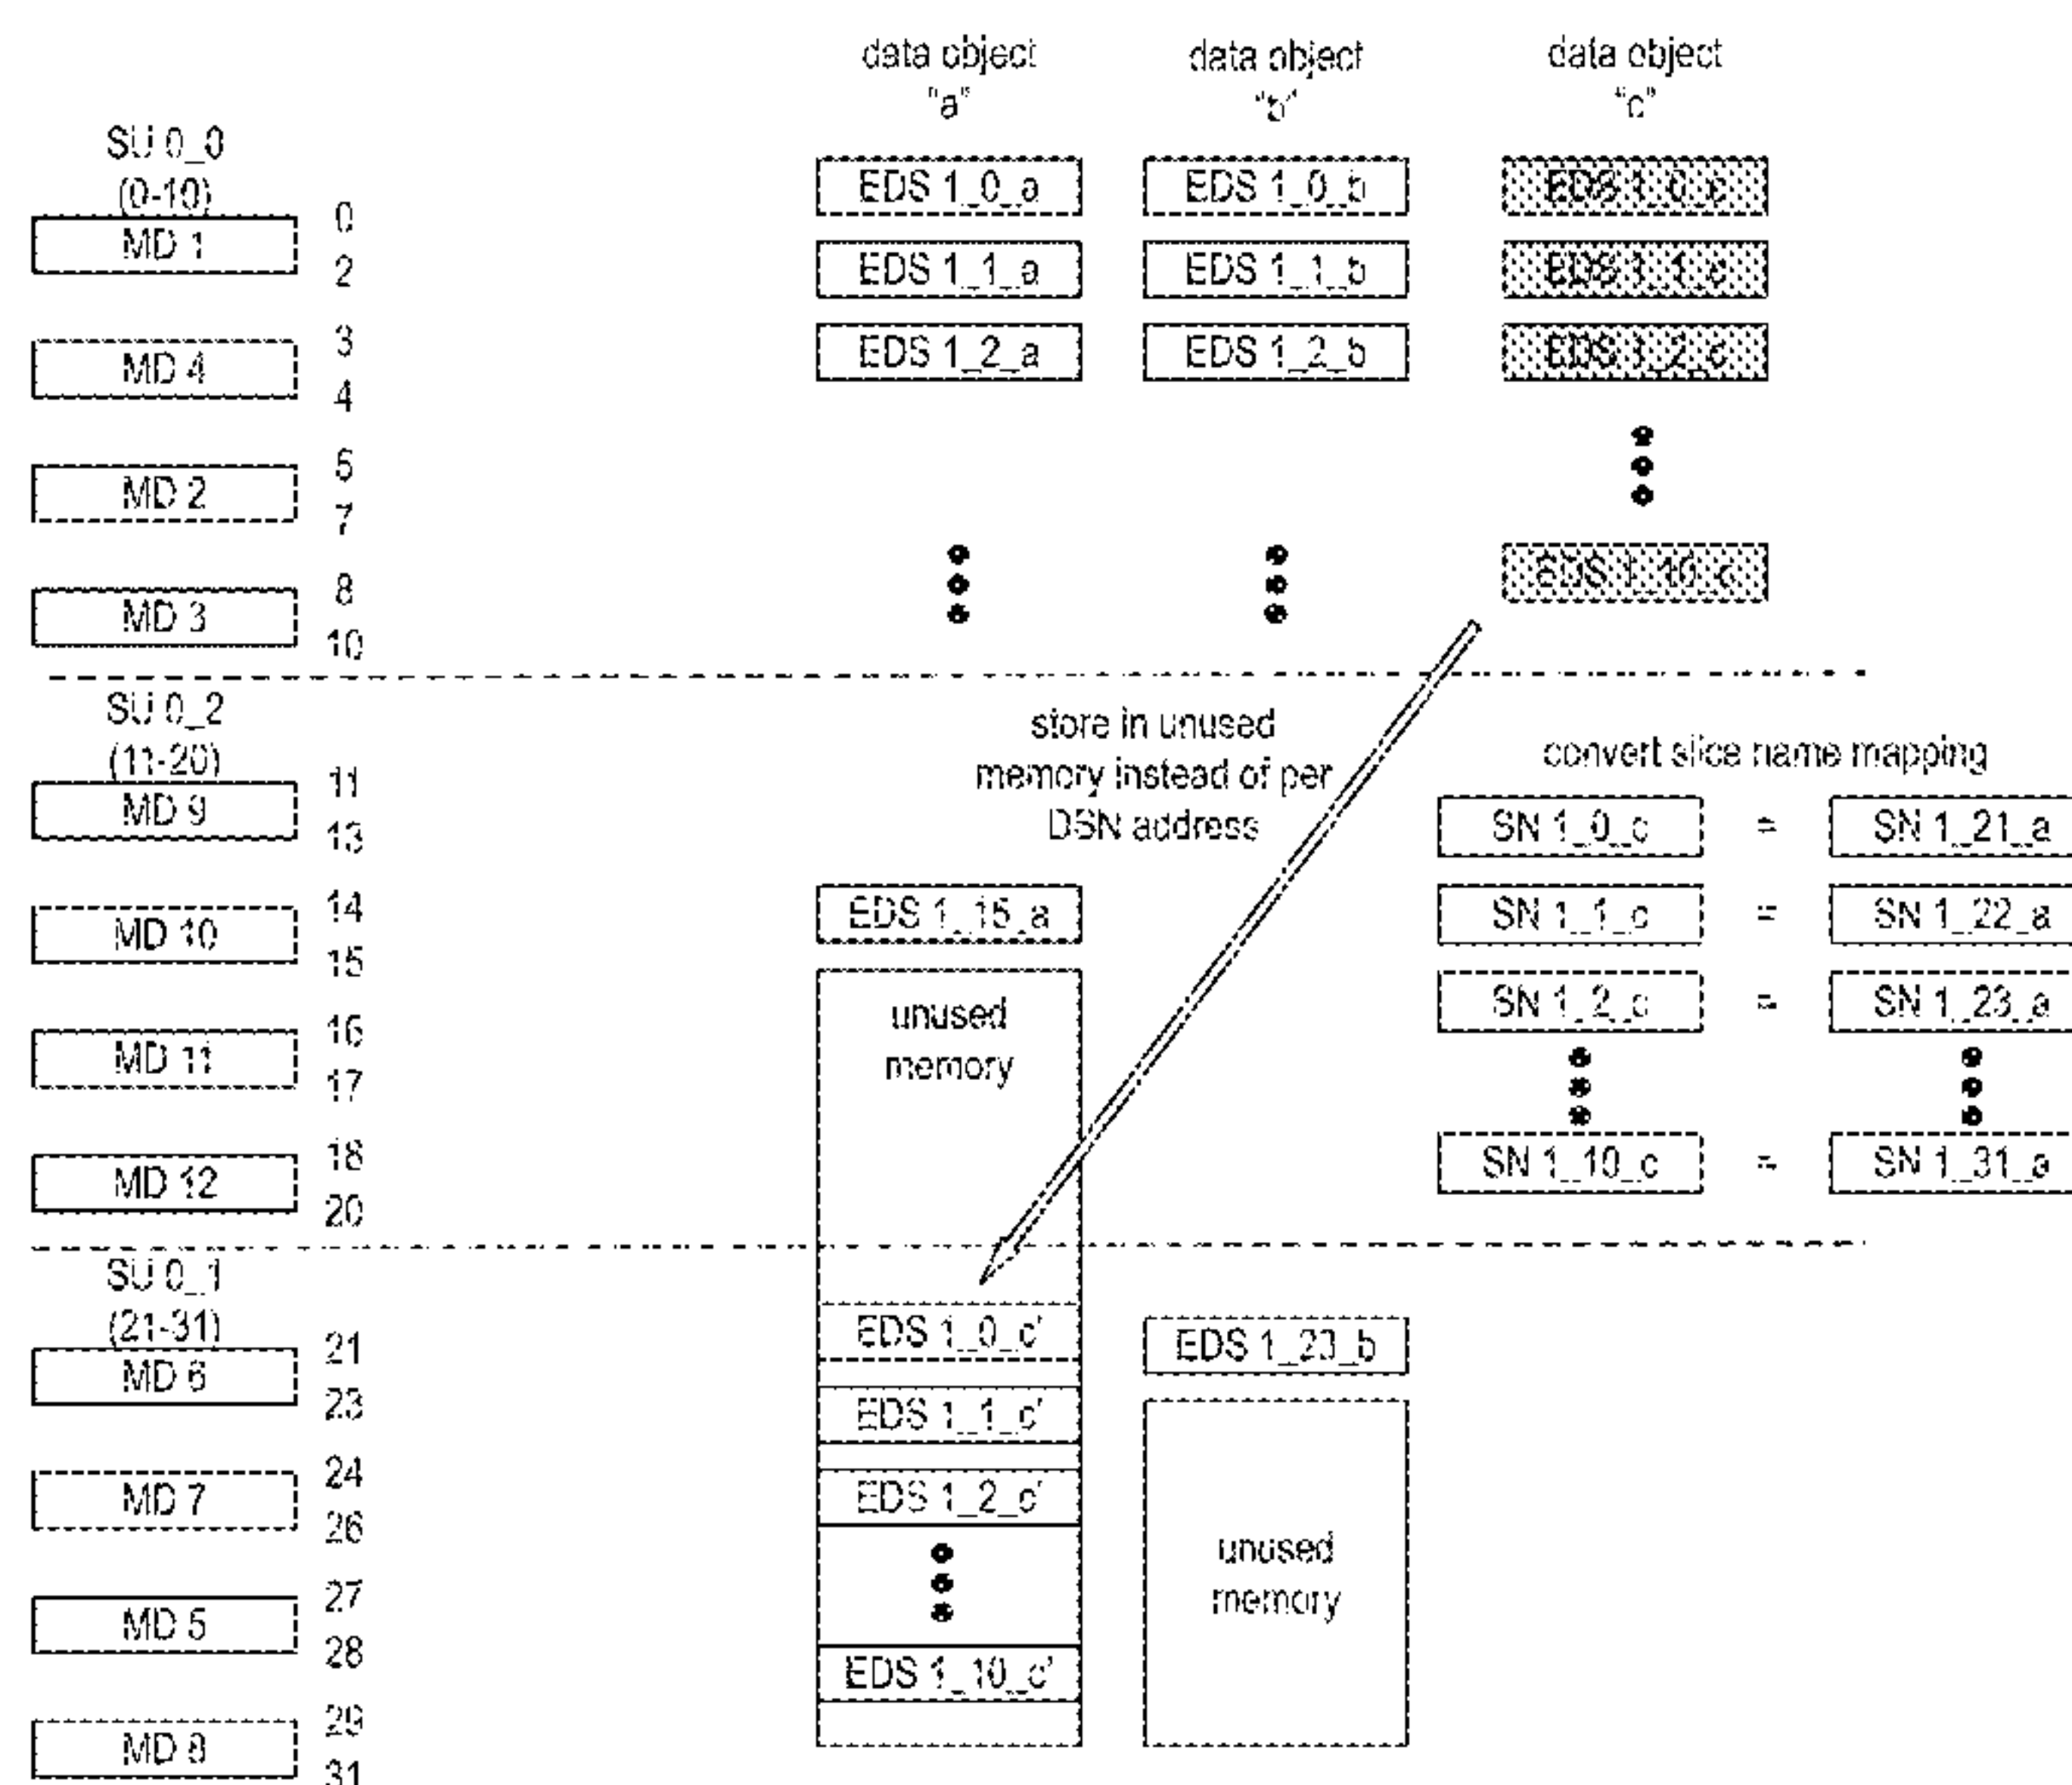 data object
"a"
data object
"b"
data object
"c"
SU 0_0
(0-10)
MD 1
0
2
MD 4
3
4
MD 2
5
7
MD 3
8
10
EDS 1_0_a
EDS 1_0_b
EDS 1_0_c
EDS 1_1_a
EDS 1_1_b
EDS 1_1_c
EDS 1_2_a
EDS 1_2_b
EDS 1_2_c
EDS 1_10_c
SU 0_2
(11-20)
MD 9
11
13
MD 10
14
15
MD 11
16
17
MD 12
18
20
store in unused
memory instead of per
DSN address
EDS 1_15_a
unused
memory
convert slice name mapping
SN 1_0_c = SN 1_21_a
SN 1_1_c = SN 1_22_a
SN 1_2_c = SN 1_23_a
SN 1_10_c = SN 1_31_a
SU 0_1
(21-31)
MD 6
21
23
MD 7
24
26
MD 5
27
28
MD 8
29
31
EDS 1_0_c'
EDS 1_1_c'
EDS 1_2_c'
EDS 1_10_c'
EDS 1_23_b
unused
memory